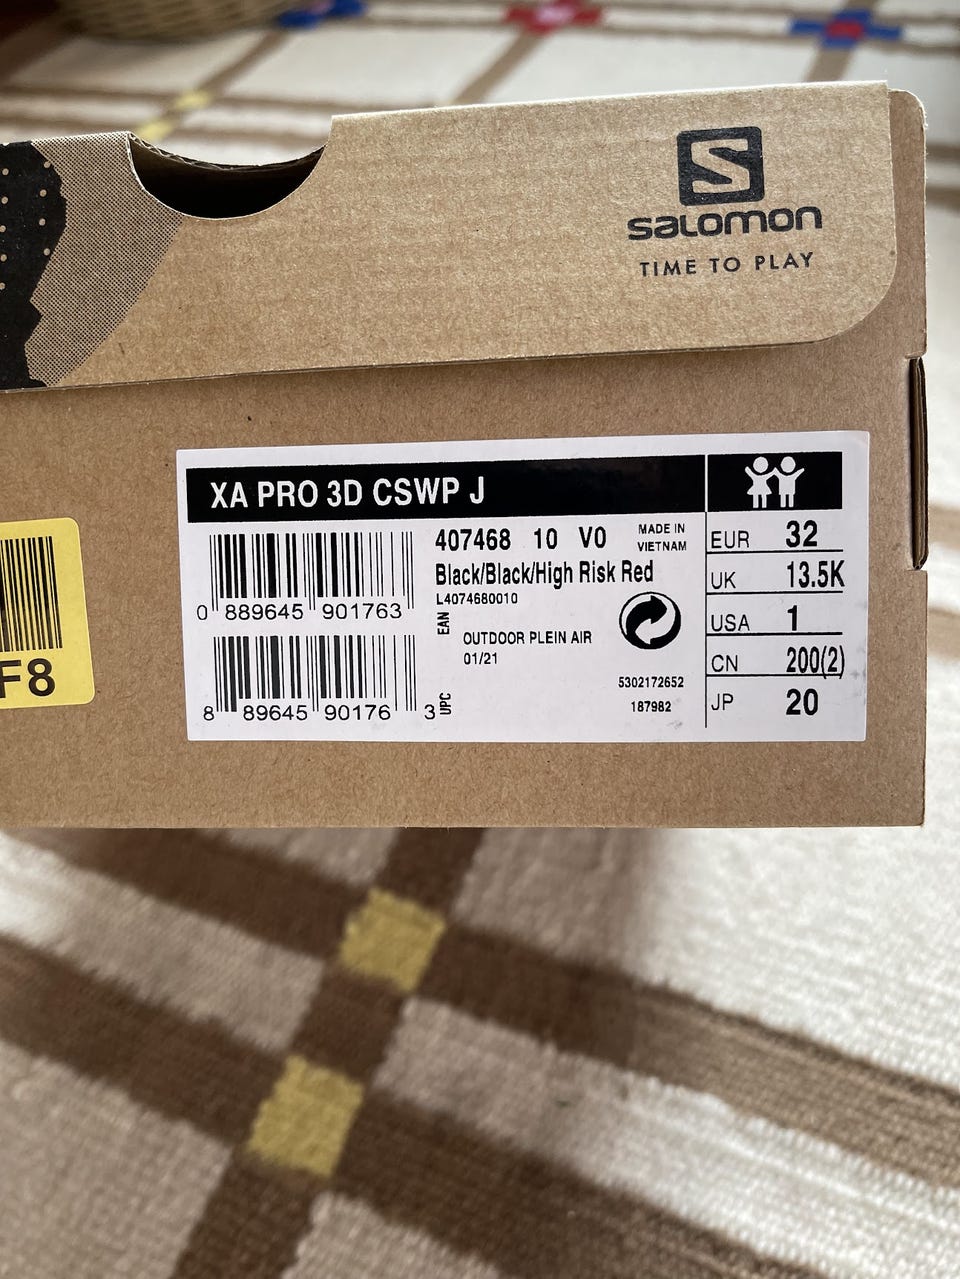 S
salomon
TIME TO PLAY
XA PRO 3D CSWP J
407468 10 V0
MADE IN
VIETNAM
Black/Black/High Risk Red
L4074680010
0 889645 901763
EAN
OUTDOOR PLEIN AIR
01/21
5302172652
187982
8 89645 90176 3
UPC
EUR 32
UK 13.5K
USA 1
CN 200(2)
JP 20
F8